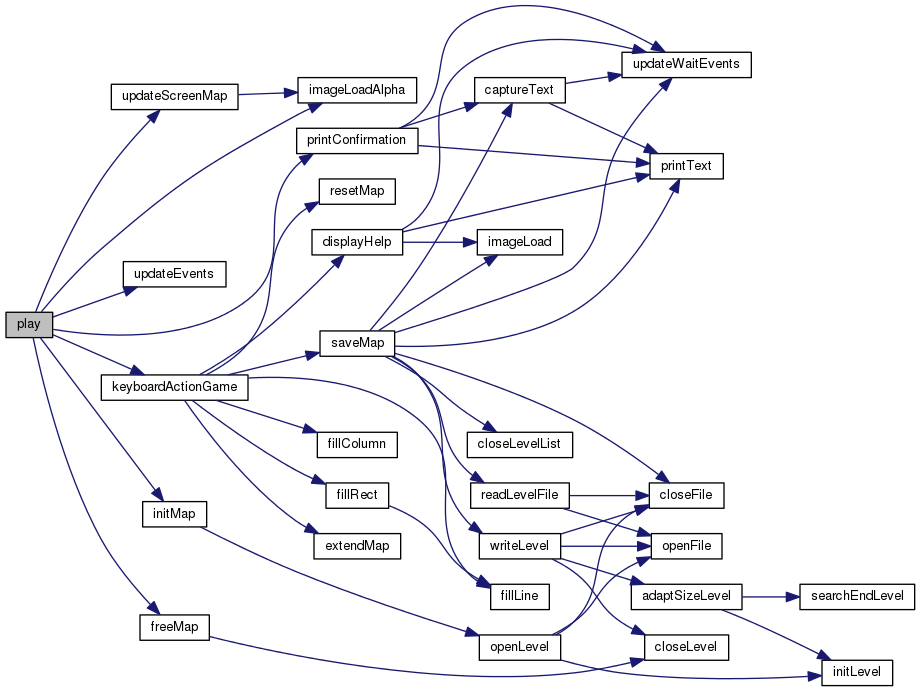 updateWaitEvents
imageLoadAlpha
captureText
updateScreenMap
printConfirmation
printText
resetMap
displayHelp
imageLoad
updateEvents
play
saveMap
keyboardActionGame
fillColumn
closeLevelList
fillRect
readLevelFile
closeFile
initMap
extendMap
writeLevel
openFile
fillLine
adaptSizeLevel
searchEndLevel
freeMap
openLevel
closeLevel
initLevel